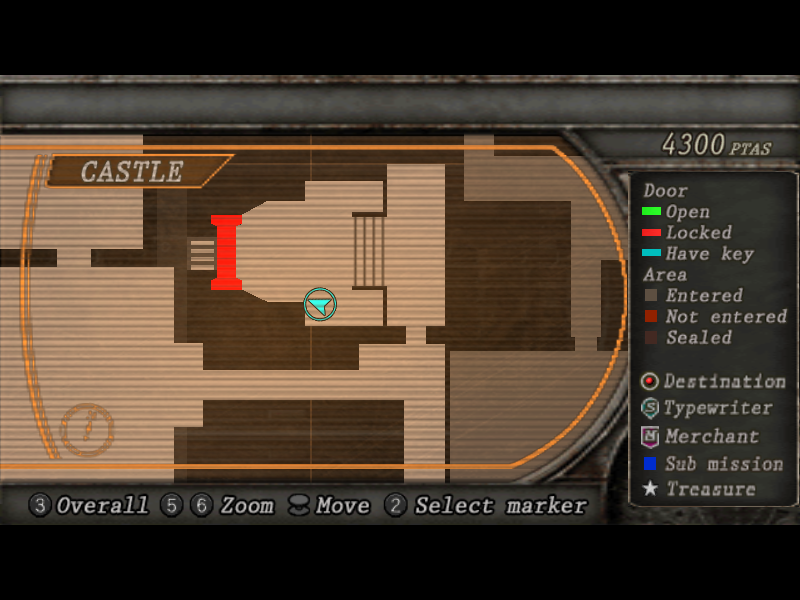 4300 PTAS
CASTLE
Door
Open
Locked
Have key
Area
Entered
Not entered
Sealed
Destination
S Typewriter
M Merchant
Sub mission
Treasure
3 Overall 5 6 Zoom Move 2 Select marker